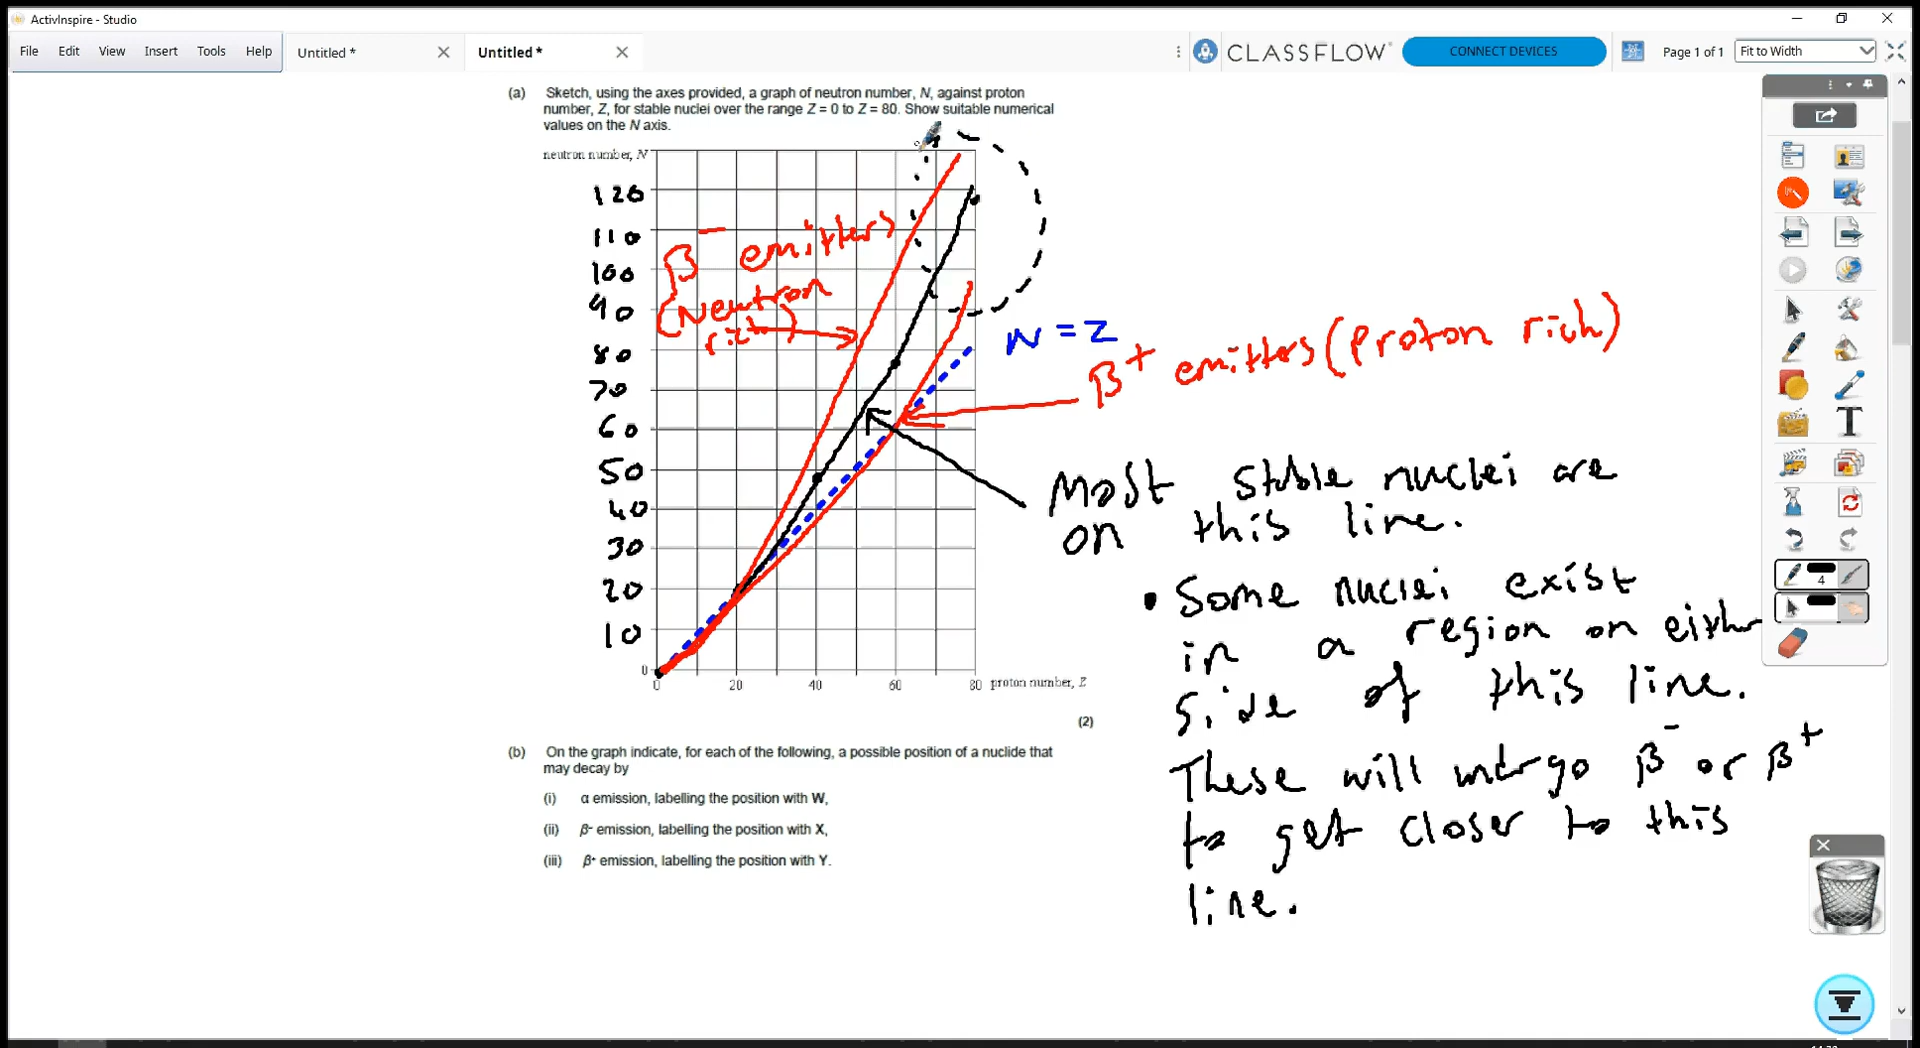 ActivInspire - Studio
File Edit View Insert Tools Help
Untitled *
Untitled *
CLASSFLOW
CONNECT DEVICES
Page 1 of 1
Fit to Width
(a) Sketch, using the axes provided, a graph of neutron number, N, against proton
number, Z, for stable nuclei over the range Z = 0 to Z = 80. Show suitable numerical
values on the N axis.
neutron number, N
120
110
100
90
80
70
60
50
40
30
20
10
0
0 20 40 60 80 proton number, Z
β⁻ emitters
(Neutron
rich)
N = Z
β⁺ emitters (proton rich)
Most stable nuclei are
on this line.
• Some nuclei exist
in a region on either
side of this line.
These will undergo β⁻ or β⁺
to get closer to this
line.
(2)
(b) On the graph indicate, for each of the following, a possible position of a nuclide that
may decay by
(i) α emission, labelling the position with W,
(ii) β⁻ emission, labelling the position with X,
(iii) β⁺ emission, labelling the position with Y.
4